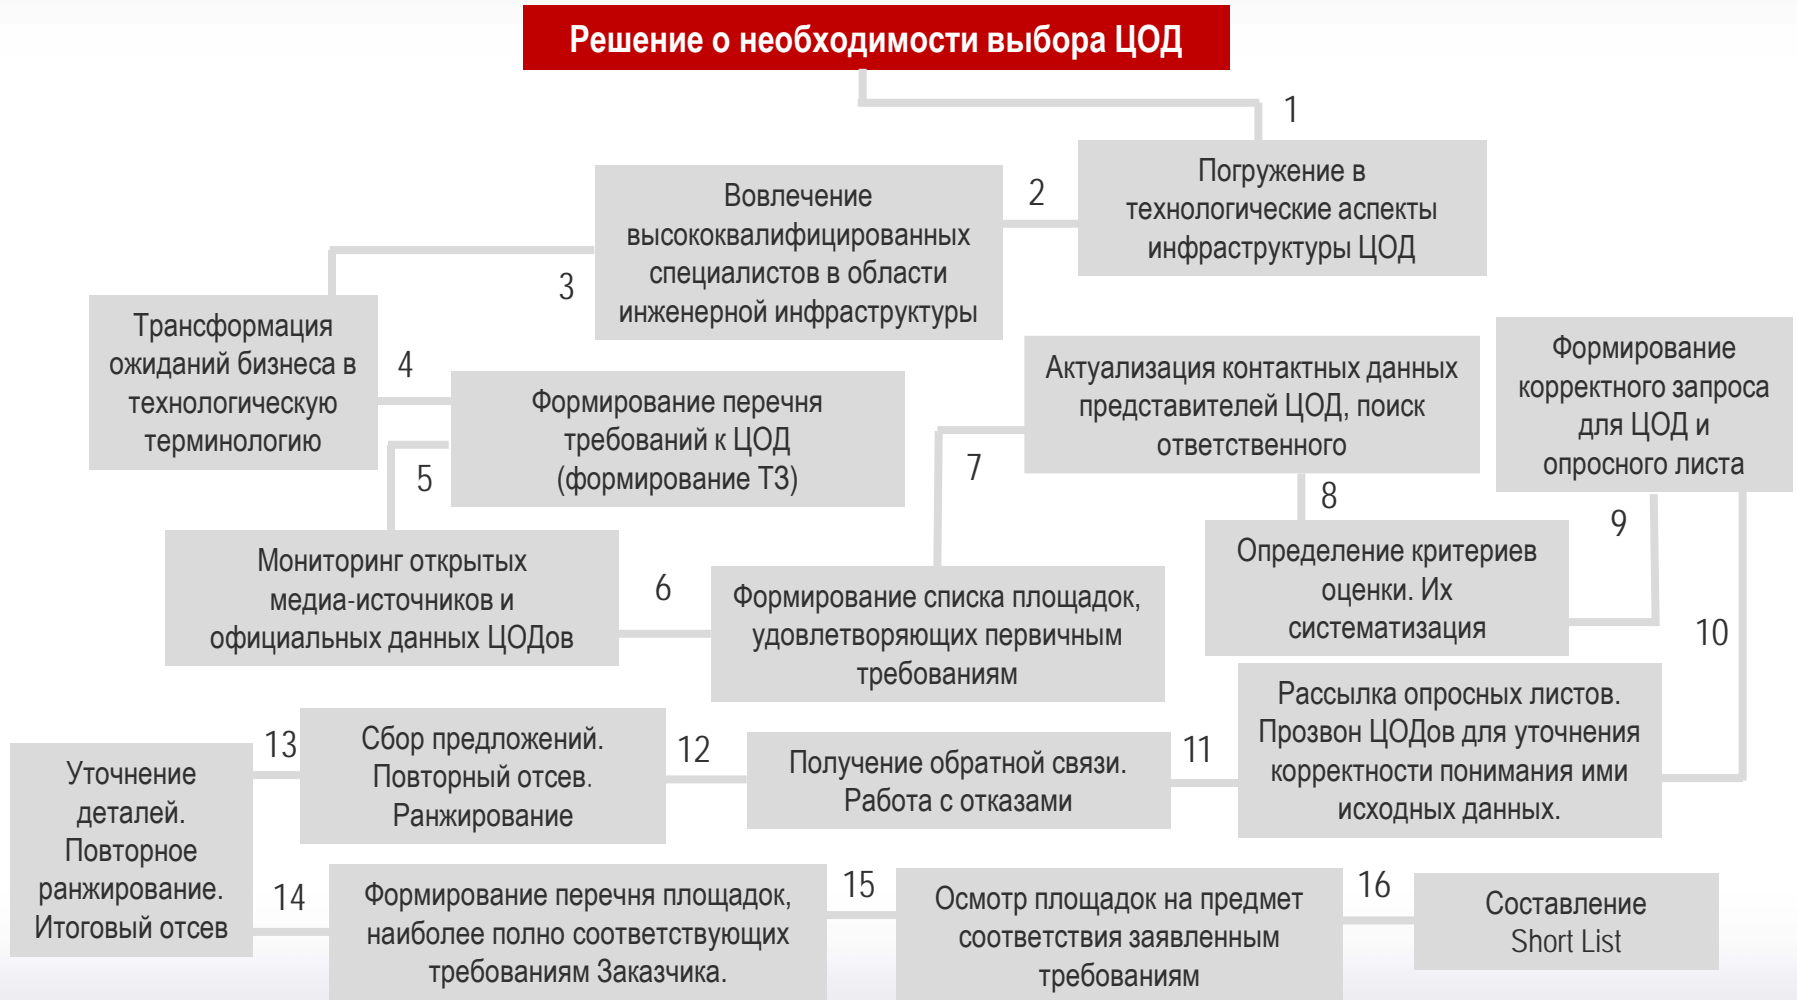 Решение о необходимости выбора ЦОД
1
Погружение в
технологические аспекты
инфраструктуры ЦОД
2
Вовлечение
высококвалифицированных
специалистов в области
инженерной инфраструктуры
3
Трансформация
ожиданий бизнеса в
технологическую
терминологию
4
Формирование перечня
требований к ЦОД
(формирование ТЗ)
5
Мониторинг открытых
медиа-источников и
официальных данных ЦОДов
6
Формирование списка площадок,
удовлетворяющих первичным
требованиям
7
Актуализация контактных данных
представителей ЦОД, поиск
ответственного
8
Определение критериев
оценки. Их
систематизация
9
Формирование
корректного запроса
для ЦОД и
опросного листа
10
Рассылка опросных листов.
Прозвон ЦОДов для уточнения
корректности понимания ими
исходных данных.
11
Получение обратной связи.
Работа с отказами
12
Сбор предложений.
Повторный отсев.
Ранжирование
13
Уточнение
деталей.
Повторное
ранжирование.
Итоговый отсев
14
Формирование перечня площадок,
наиболее полно соответствующих
требованиям Заказчика.
15
Осмотр площадок на предмет
соответствия заявленным
требованиям
16
Составление
Short List